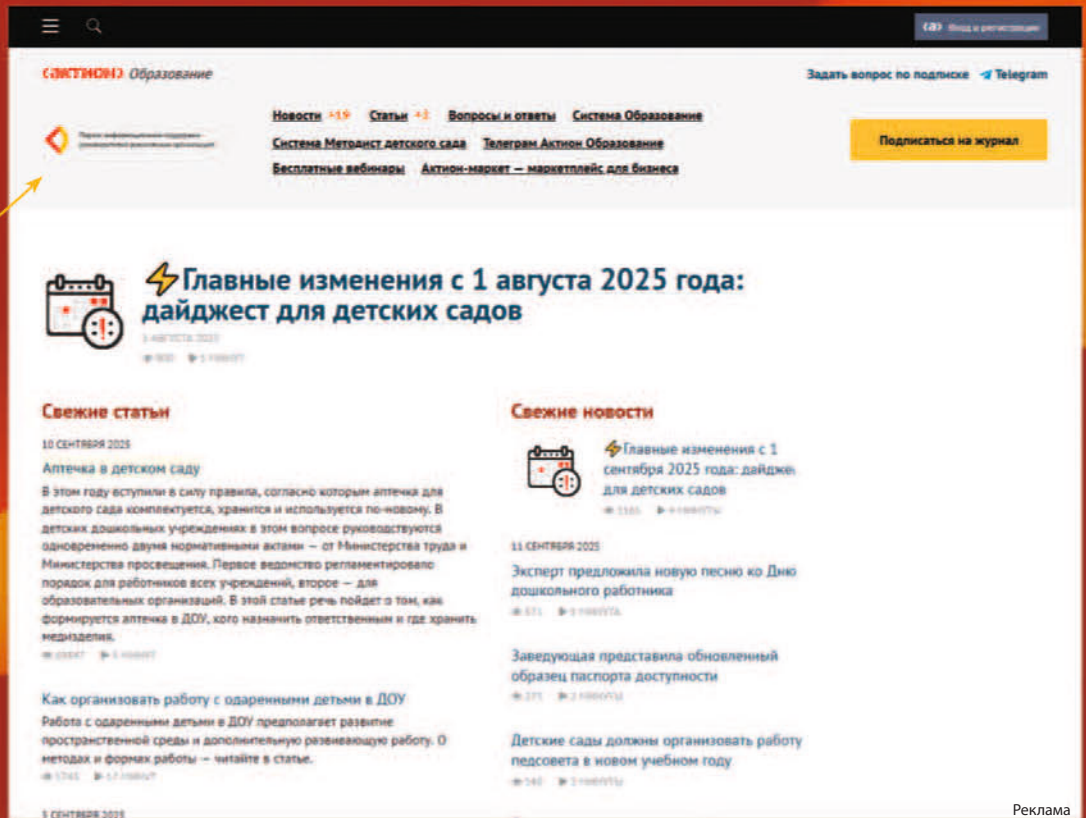 Вход и регистрация
АКТИОН Образование
Задать вопрос по подписке Telegram
Новости +19 Статьи +3 Вопросы и ответы Система Образование
Система Методист детского сада Телеграм Актион Образование
Бесплатные вебинары Актион-маркет — маркетплейс для бизнеса
Подписаться на журнал
⚡Главные изменения с 1 августа 2025 года:
дайджест для детских садов
Свежие статьи
10 СЕНТЯБРЯ 2025
Аптечка в детском саду
В этом году вступили в силу правила, согласно которым аптечка для
детского сада комплектуется, хранится и используется по-новому. В
детских дошкольных учреждениях в этом вопросе руководствуются
одновременно двумя нормативными актами — от Министерства труда и
Министерства просвещения. Первое ведомство регламентировало
порядок для работников всех учреждений, второе — для
образовательных организаций. В этой статье речь пойдет о том, как
формируется аптечка в ДОУ, кого назначить ответственным и где хранить
медизделия.
Как организовать работу с одаренными детьми в ДОУ
Работа с одаренными детьми в ДОУ предполагает развитие
пространственной среды и дополнительную развивающую работу. О
методах и формах работы — читайте в статье.
5 СЕНТЯБРЯ 2025
Свежие новости
⚡Главные изменения с 1
сентября 2025 года: дайджес
для детских садов
11 СЕНТЯБРЯ 2025
Эксперт предложила новую песню ко Дню
дошкольного работника
Заведующая представила обновленный
образец паспорта доступности
Детские сады должны организовать работу
педсовета в новом учебном году
Реклама